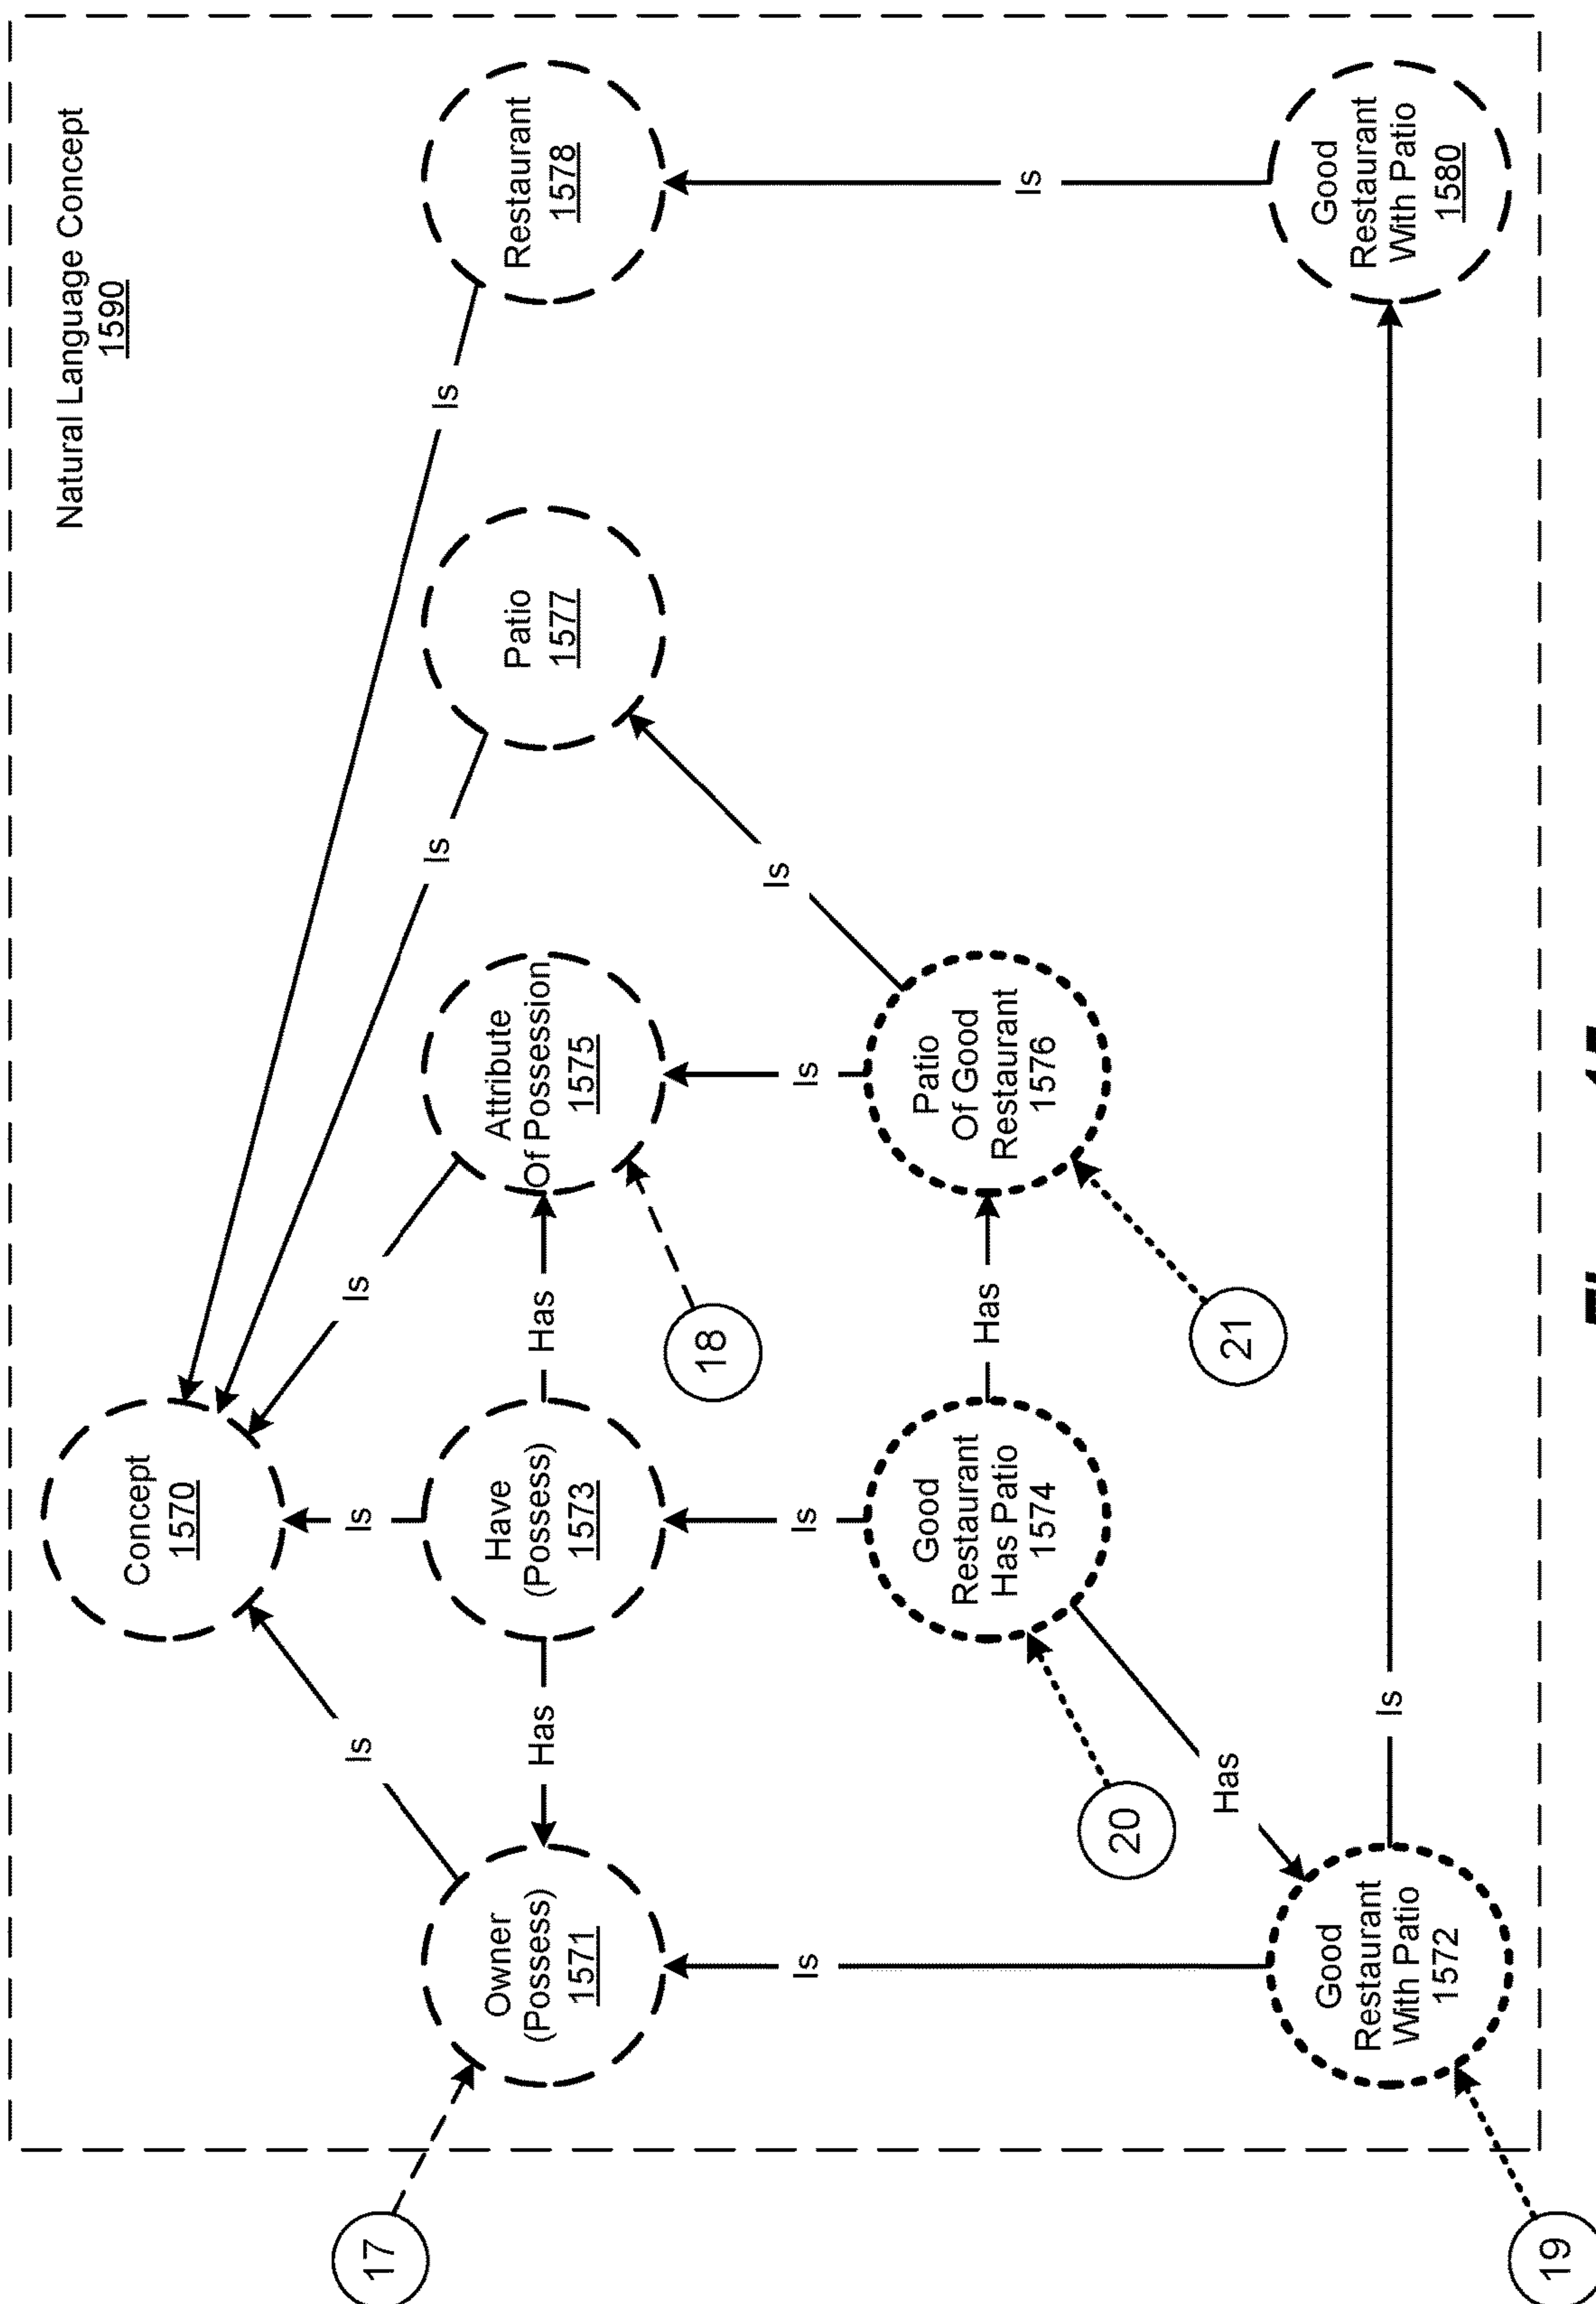 Natural Language Concept
1590
Concept
1570
Is
Is
Is
Is
Is
17
Owner
(Possess)
1571
Has
Have
(Possess)
1573
Has
Attribute
Of Possession
1575
Patio
1577
Restaurant
1578
18
Is
Is
Is
Is
Is
Good
Restaurant
Has Patio
1574
Has
Patio
Of Good
Restaurant
1576
20
Has
21
19
Good
Restaurant
With Patio
1572
Is
Good
Restaurant
With Patio
1580